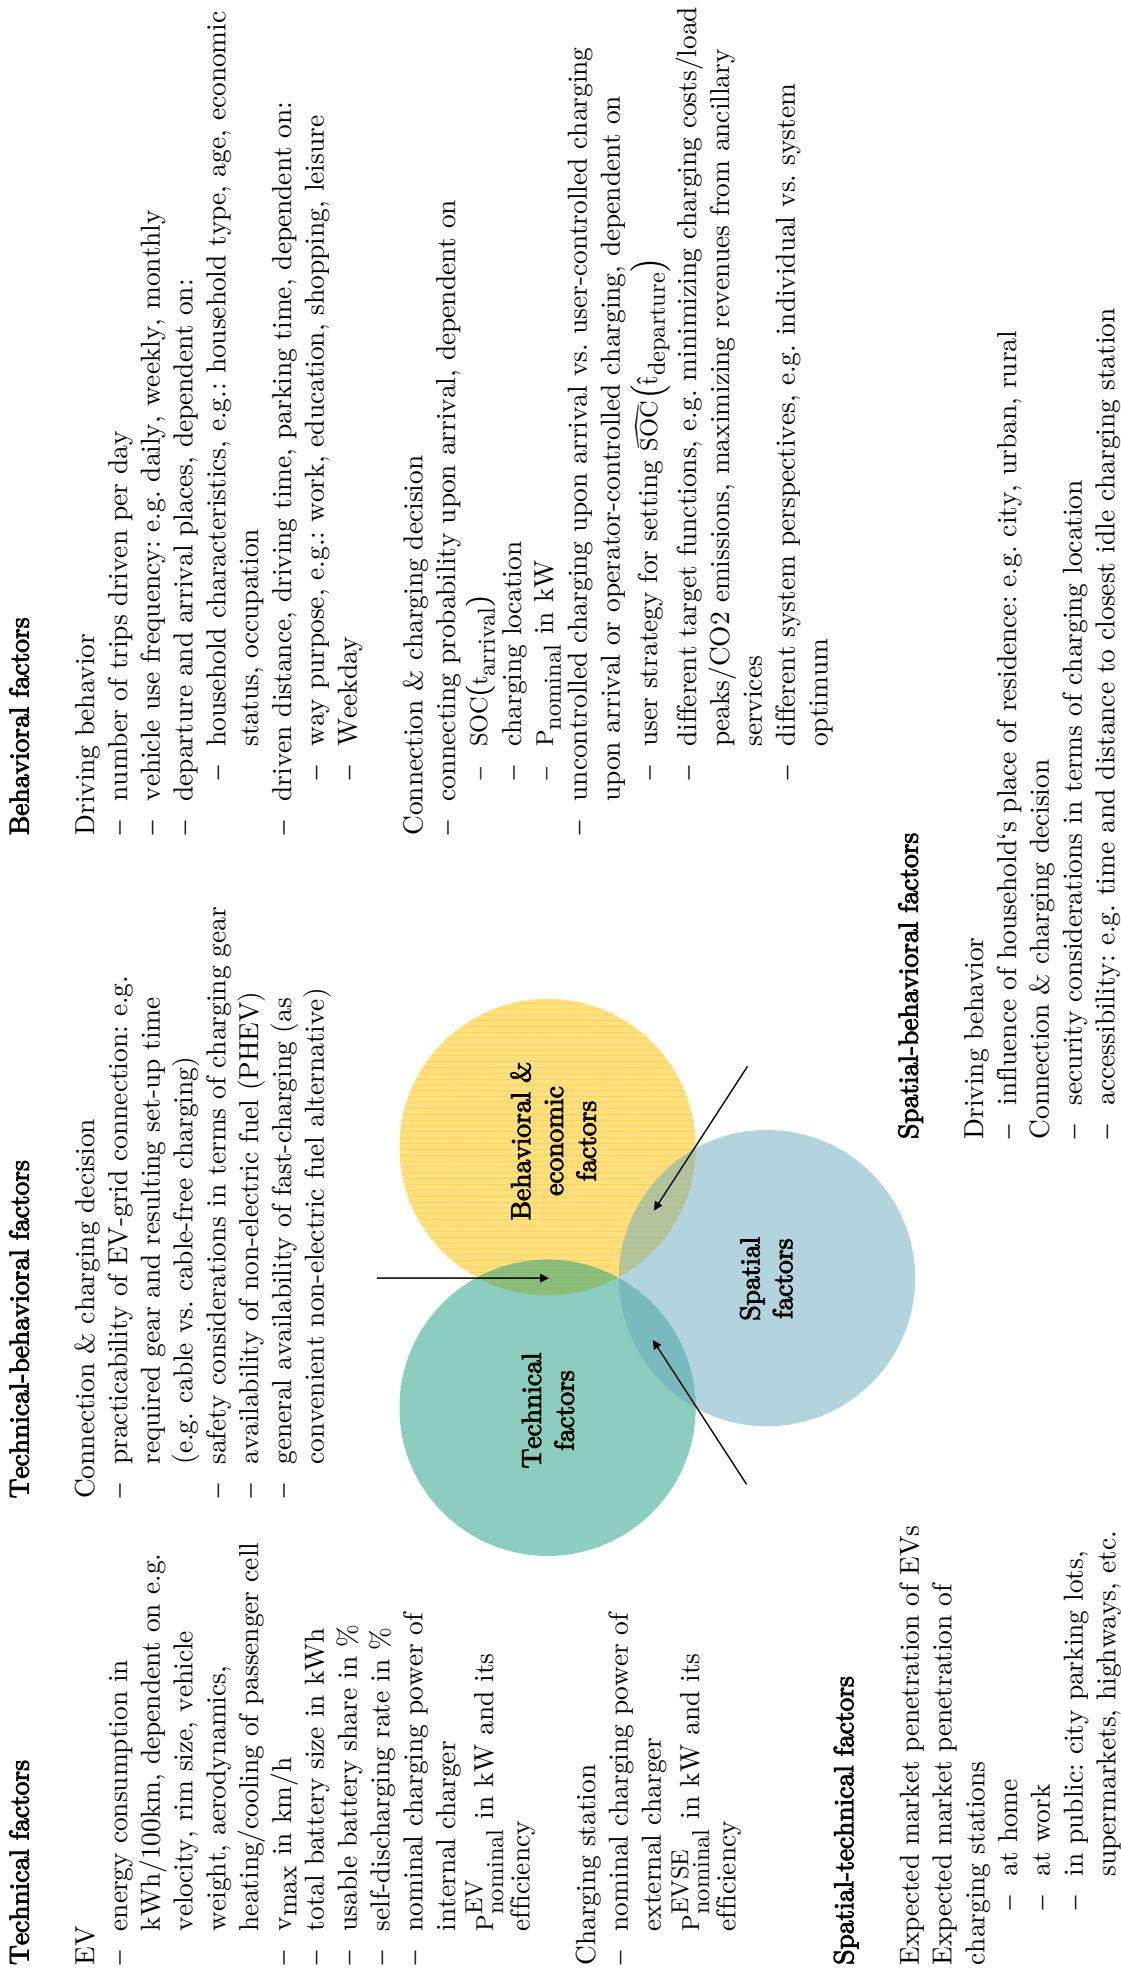 Technical factors
EV
– energy consumption in
kWh/100km, dependent on e.g.
velocity, rim size, vehicle
weight, aerodynamics,
heating/cooling of passenger cell
– vmax in km/h
– total battery size in kWh
– usable battery share in %
– self-discharging rate in %
– nominal charging power of
internal charger
P^EV_nominal in kW and its
efficiency
Charging station
– nominal charging power of
external charger
P^EVSE_nominal in kW and its
efficiency
Technical-behavioral factors
Connection & charging decision
– practicability of EV-grid connection: e.g.
required gear and resulting set-up time
(e.g. cable vs. cable-free charging)
– safety considerations in terms of charging gear
– availability of non-electric fuel (PHEV)
– general availability of fast-charging (as
convenient non-electric fuel alternative)
Behavioral factors
Driving behavior
– number of trips driven per day
– vehicle use frequency: e.g. daily, weekly, monthly
– departure and arrival places, dependent on:
– household characteristics, e.g.: household type, age, economic
status, occupation
– driven distance, driving time, parking time, dependent on:
– way purpose, e.g.: work, education, shopping, leisure
– Weekday
Connection & charging decision
– connecting probability upon arrival, dependent on
– SOC(t_arrival)
– charging location
– P_nominal in kW
– uncontrolled charging upon arrival vs. user-controlled charging
upon arrival or operator-controlled charging, dependent on
– user strategy for setting SOĈ(t̂_departure)
– different target functions, e.g. minimizing charging costs/load
peaks/CO2 emissions, maximizing revenues from ancillary
services
– different system perspectives, e.g. individual vs. system
optimum
Technical
factors
Behavioral &
economic
factors
Spatial
factors
Spatial-technical factors
Expected market penetration of EVs
Expected market penetration of
charging stations
– at home
– at work
– in public: city parking lots,
supermarkets, highways, etc.
Spatial-behavioral factors
Driving behavior
– influence of household‘s place of residence: e.g. city, urban, rural
Connection & charging decision
– security considerations in terms of charging location
– accessibility: e.g. time and distance to closest idle charging station